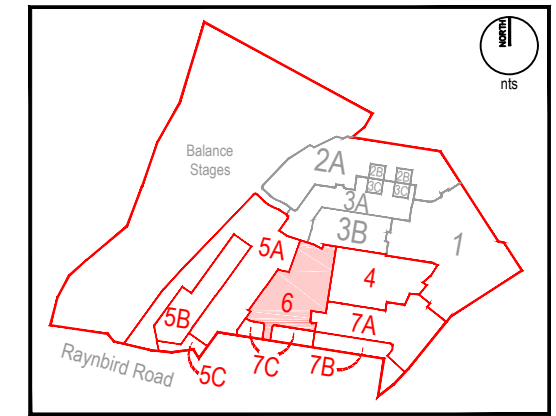 NORTH
nts
Balance
Stages
2A
2B
2B
3C
3C
3A
3B
1
5A
4
6
5B
7A
Raynbird Road
5C
7C
7B